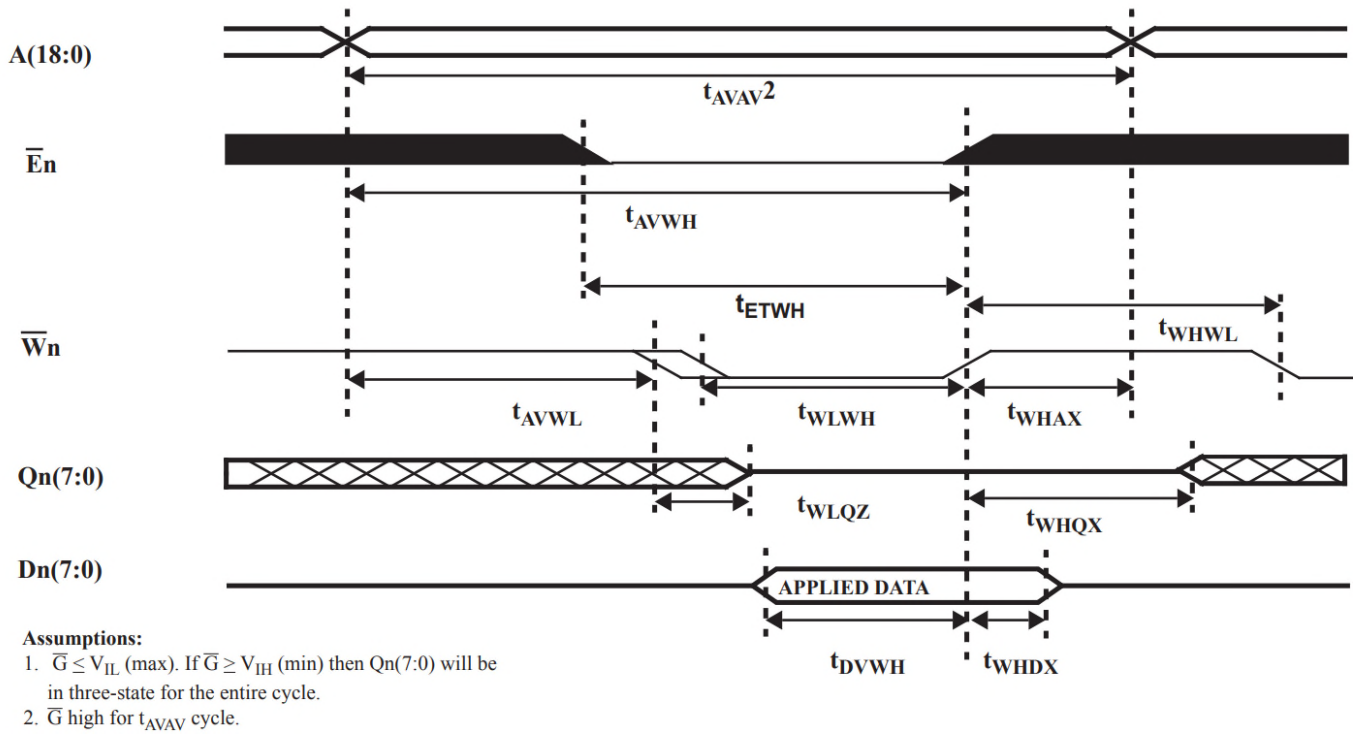 A(18:0)
tAVAV2
E̅n
tAVWH
tETWH
tWHWL
W̅n
tAVWL
tWLWH
tWHAX
Qn(7:0)
tWLQZ
tWHQX
Dn(7:0)
APPLIED DATA
tDVWH
tWHDX
Assumptions:
1. G̅ ≤ VIL (max). If G̅ ≥ VIH (min) then Qn(7:0) will be
in three-state for the entire cycle.
2. G̅ high for tAVAV cycle.